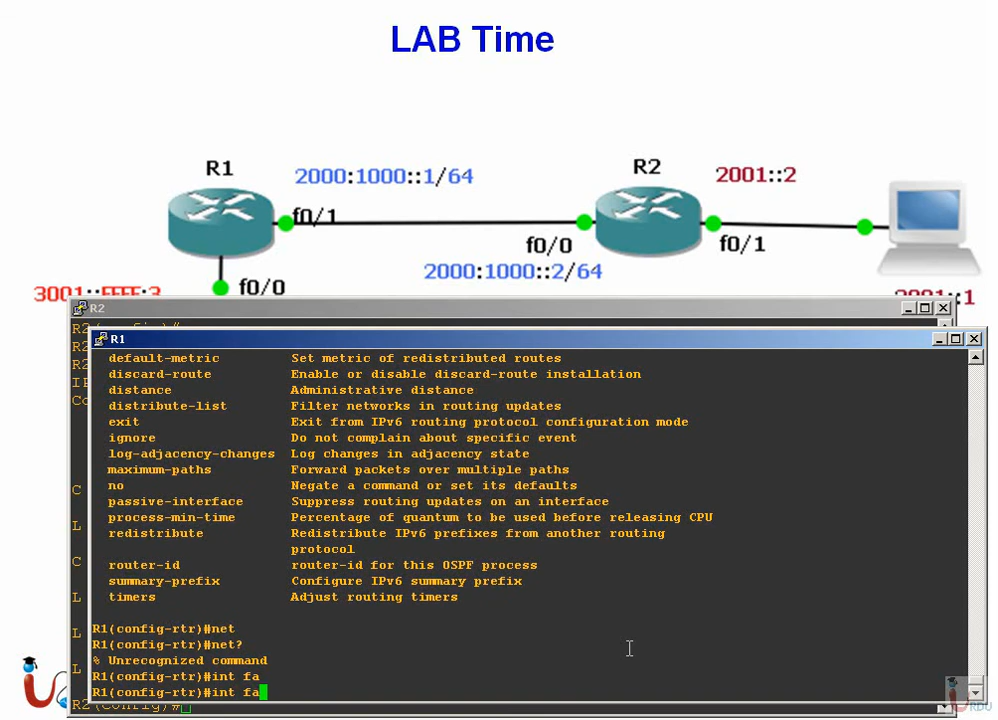 LAB Time
R1
R2
2000:1000::1/64
2001::2
f0/1
f0/0
f0/1
2000:1000::2/64
f0/0
3001::FFFF:3
R2
R1
default-metric Set metric of redistributed routes
discard-route Enable or disable discard-route installation
distance Administrative distance
distribute-list Filter networks in routing updates
exit Exit from IPv6 routing protocol configuration mode
ignore Do not complain about specific event
log-adjacency-changes Log changes in adjacency state
maximum-paths Forward packets over multiple paths
no Negate a command or set its defaults
passive-interface Suppress routing updates on an interface
process-min-time Percentage of quantum to be used before releasing CPU
redistribute Redistribute IPv6 prefixes from another routing
protocol
router-id router-id for this OSPF process
summary-prefix Configure IPv6 summary prefix
timers Adjust routing timers
R1(config-rtr)#net
R1(config-rtr)#net?
% Unrecognized command
R1(config-rtr)#int fa
R1(config-rtr)#int fa
R2(config)#